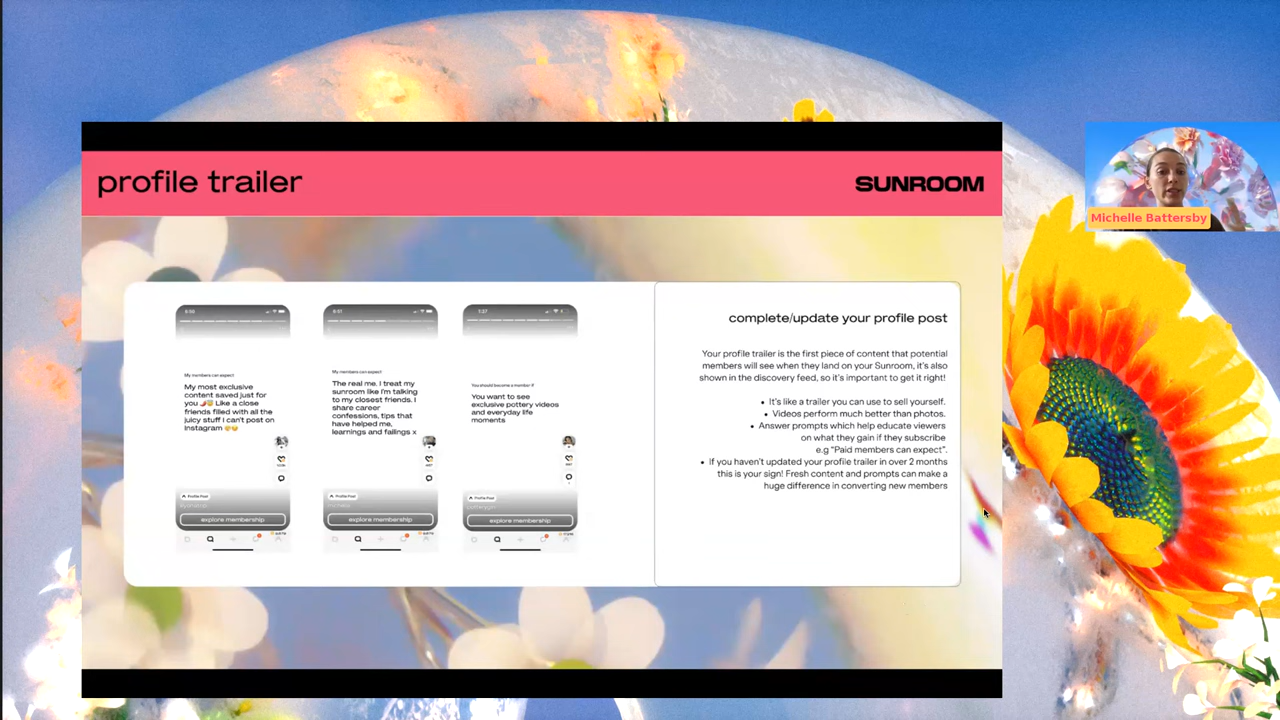 profile trailer
SUNROOM
Michelle Battersby
My members can expect
My most exclusive
content saved just for
you
Like a close
friends filled with all the
juicy stuff I can't post on
Instagram
Profile Post
explore membership
My members can expect
The real me. I treat my
sunroom like I'm talking
to my closest friends. I
share career
confessions, tips that
have helped me,
learnings and failings x
Profile Post
explore membership
You should become a member if
You want to see
exclusive pottery videos
and everyday life
moments
Profile Post
explore membership
complete/update your profile post
Your profile trailer is the first piece of content that potential
members will see when they land on your Sunroom, it's also
shown in the discovery feed, so it's important to get it right!
• It's like a trailer you can use to sell yourself.
• Videos perform much better than photos.
• Answer prompts which help educate viewers
on what they gain if they subscribe
e.g "Paid members can expect".
• If you haven't updated your profile trailer in over 2 months
this is your sign! Fresh content and prompts can make a
huge difference in converting new members